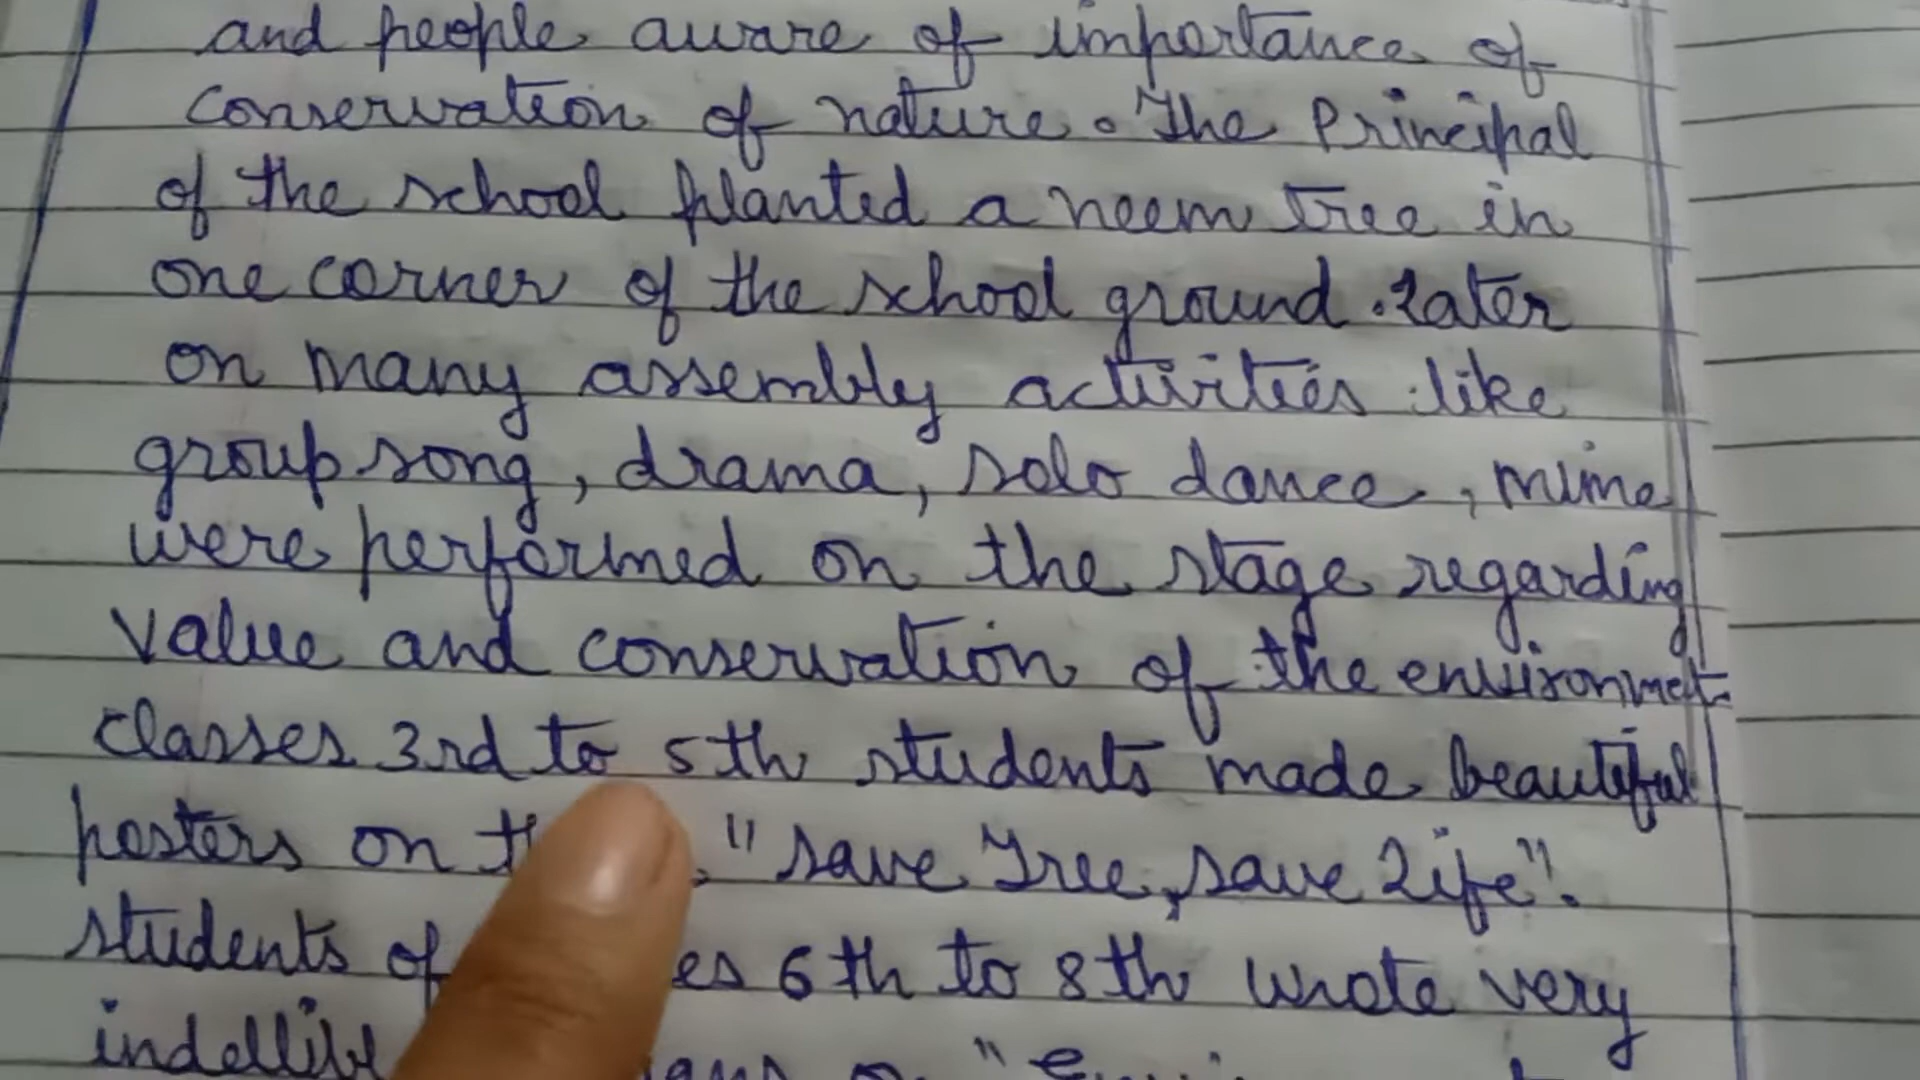 and people aware of importance of
conservation of nature. The Principal
of the school planted a neem tree in
one corner of the school ground. Later
on many assembly activities like
group song, drama, solo dance, mime
were performed on the stage regarding
value and conservation of the environmet
classes 3rd to 5th students made beautiful
posters on "save Tree, save Life".
students of 6th to 8th wrote very